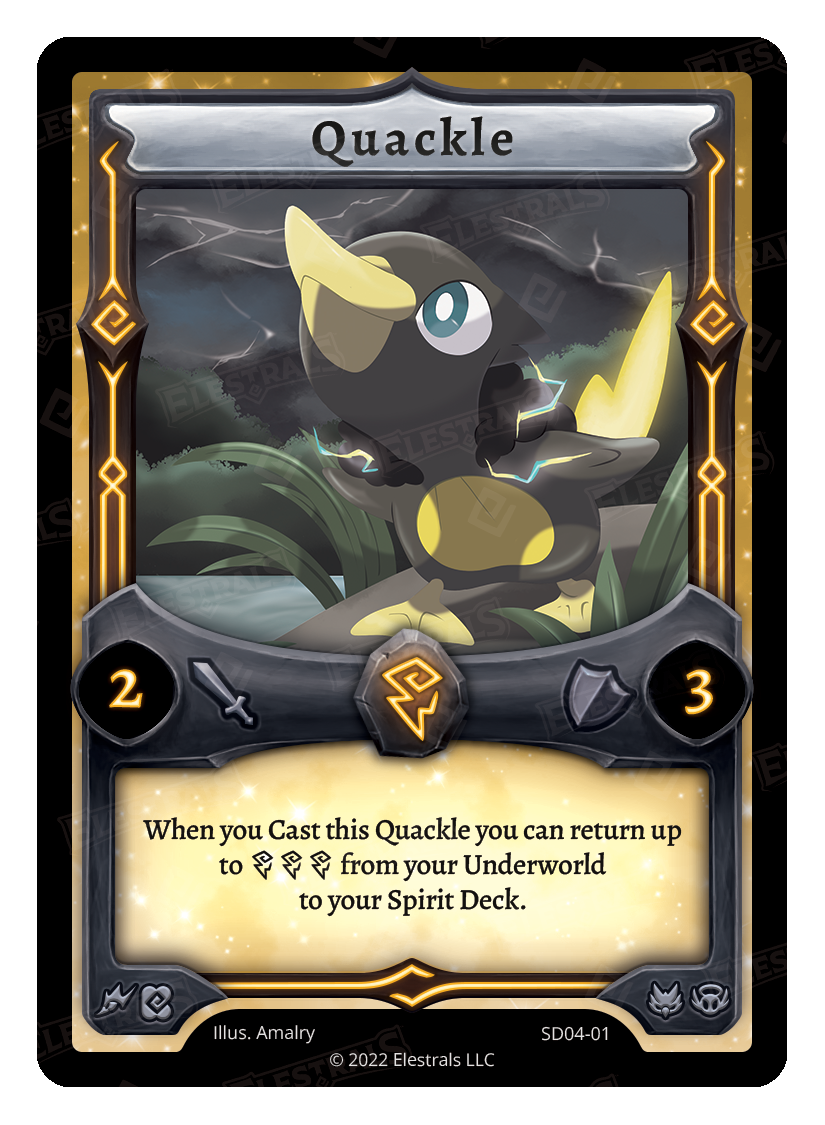 Quackle
2
3
When you Cast this Quackle you can return up
to from your Underworld
to your Spirit Deck.
Illus. Amalry
SD04-01
© 2022 Elestrals LLC
ELESTRALS